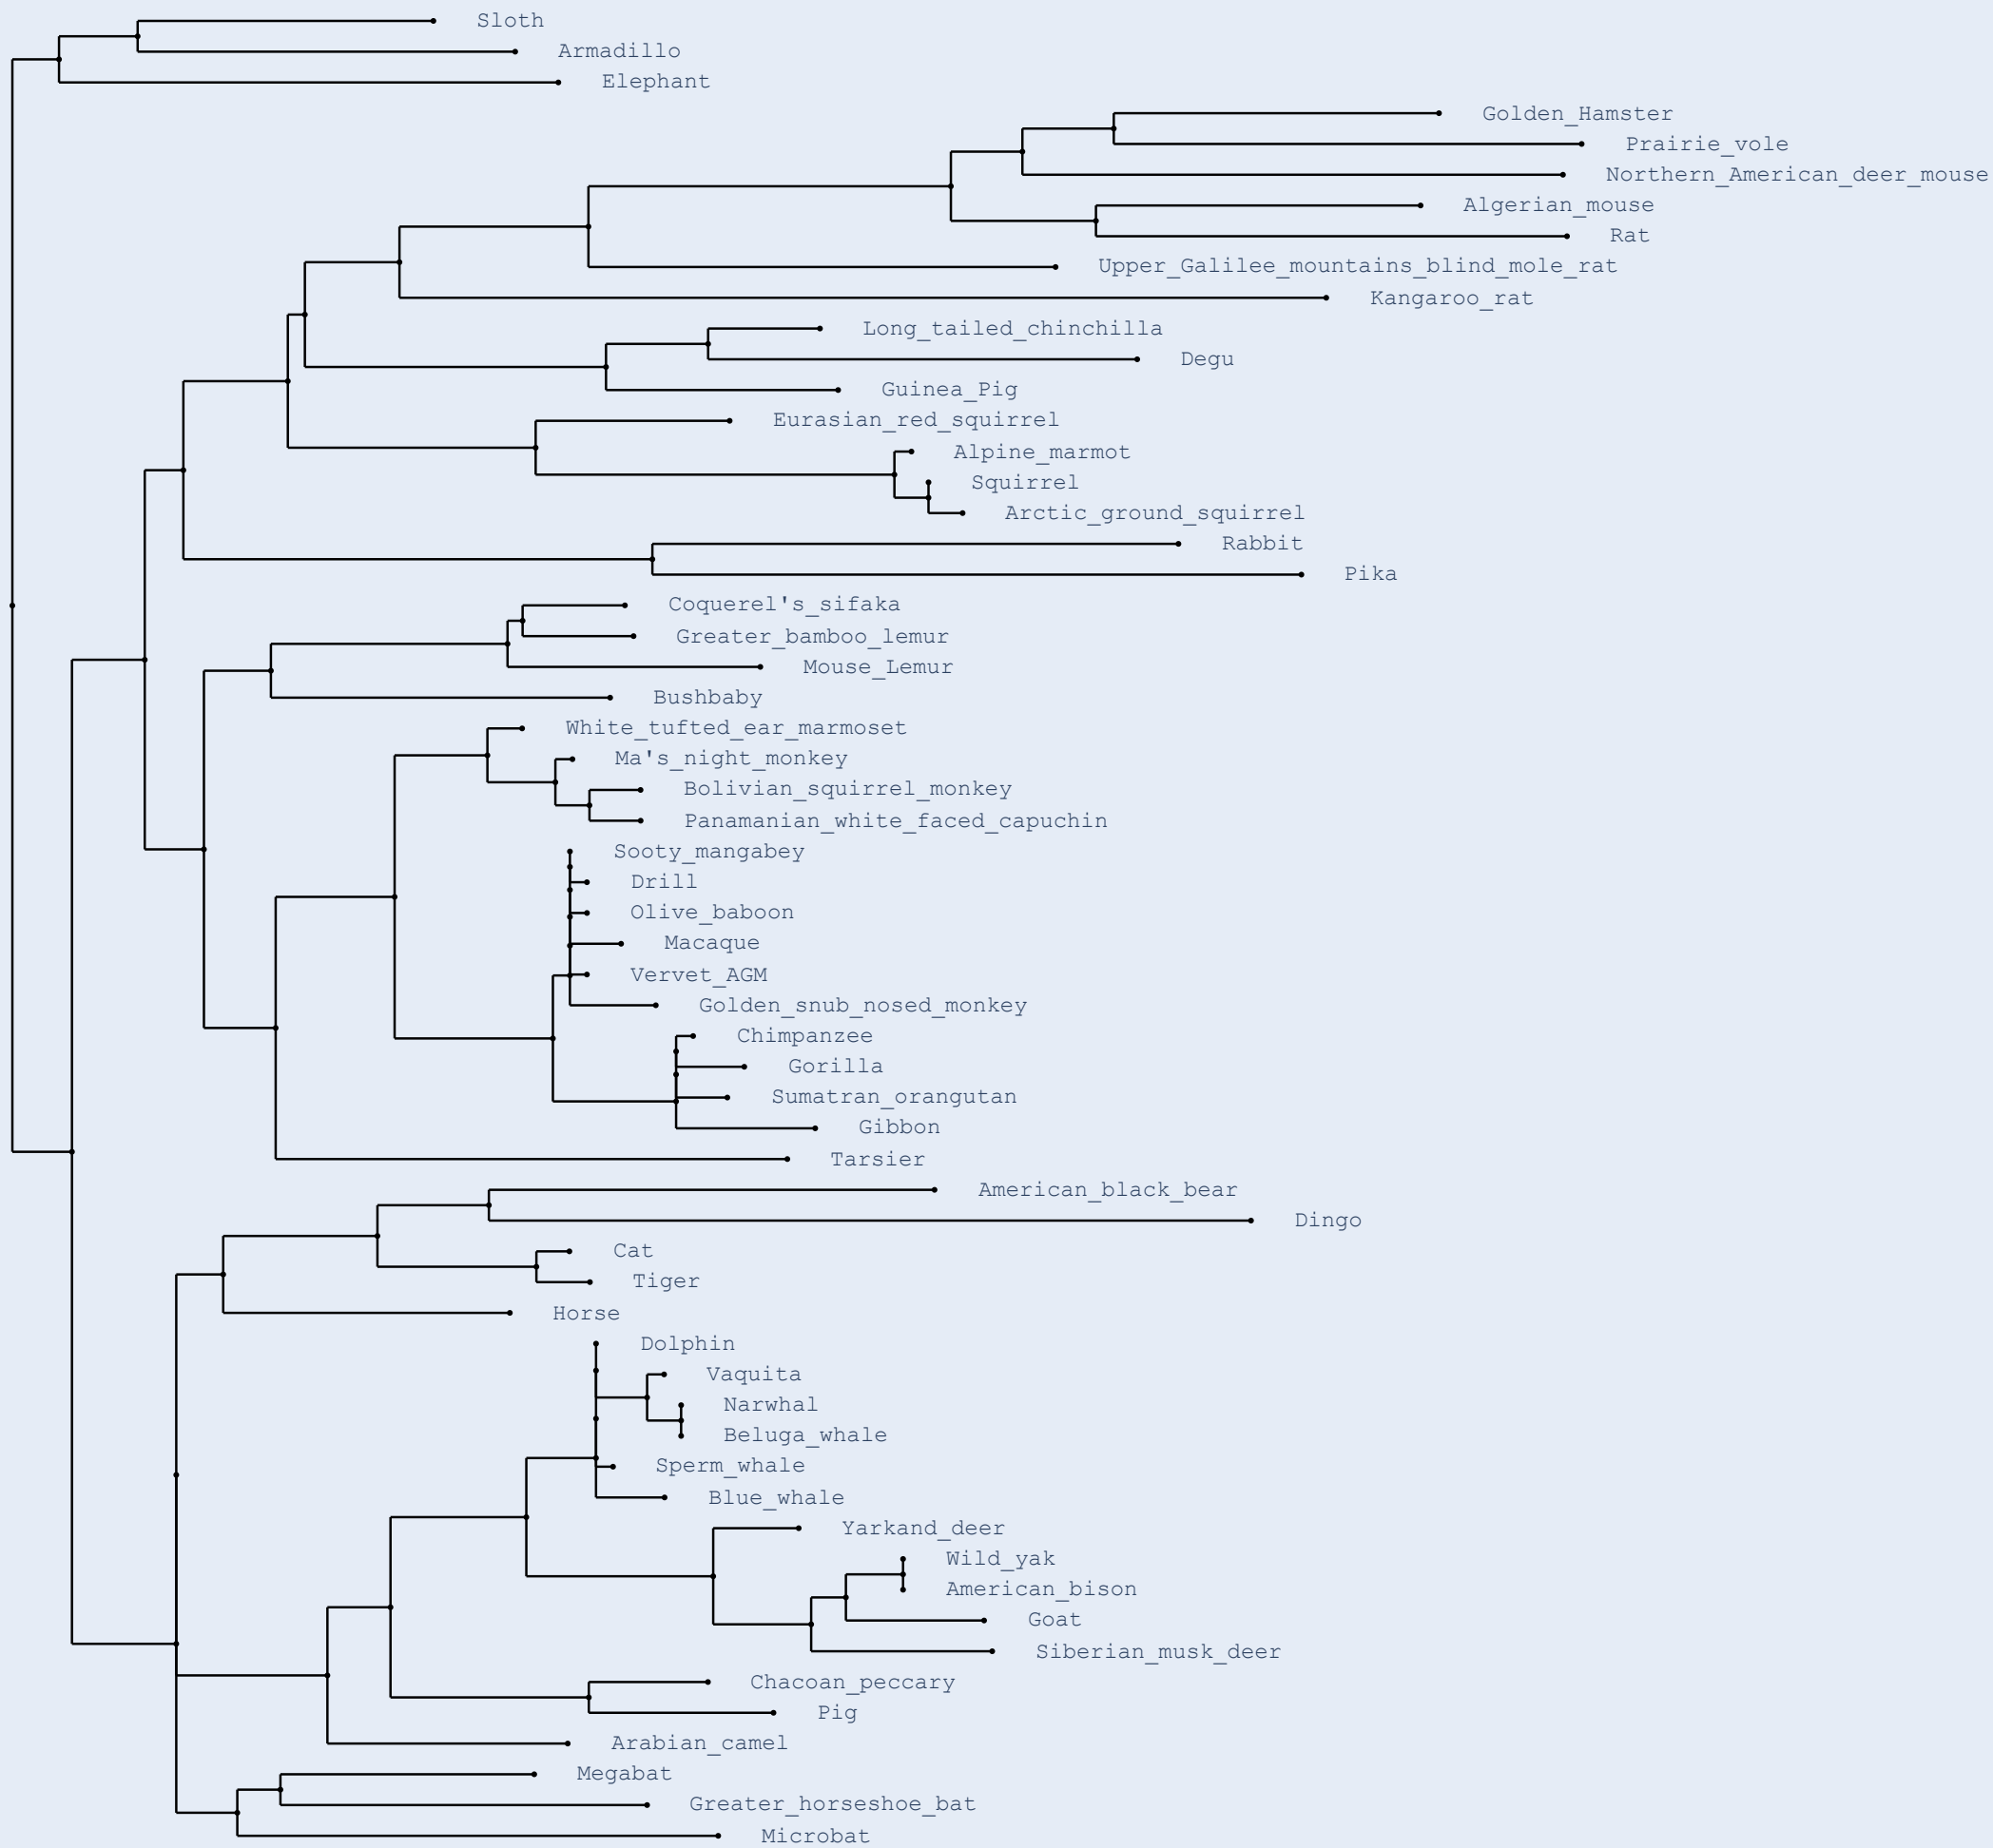 Sloth
Armadillo
Elephant
Golden_Hamster
Prairie_vole
Northern_American_deer_mouse
Algerian_mouse
Rat
Upper_Galilee_mountains_blind_mole_rat
Kangaroo_rat
Long_tailed_chinchilla
Degu
Guinea_Pig
Eurasian_red_squirrel
Alpine_marmot
Squirrel
Arctic_ground_squirrel
Rabbit
Pika
Coquerel's_sifaka
Greater_bamboo_lemur
Mouse_Lemur
Bushbaby
White_tufted_ear_marmoset
Ma's_night_monkey
Bolivian_squirrel_monkey
Panamanian_white_faced_capuchin
Sooty_mangabey
Drill
Olive_baboon
Macaque
Vervet_AGM
Golden_snub_nosed_monkey
Chimpanzee
Gorilla
Sumatran_orangutan
Gibbon
Tarsier
American_black_bear
Dingo
Cat
Tiger
Horse
Dolphin
Vaquita
Narwhal
Beluga_whale
Sperm_whale
Blue_whale
Yarkand_deer
Wild_yak
American_bison
Goat
Siberian_musk_deer
Chacoan_peccary
Pig
Arabian_camel
Megabat
Greater_horseshoe_bat
Microbat